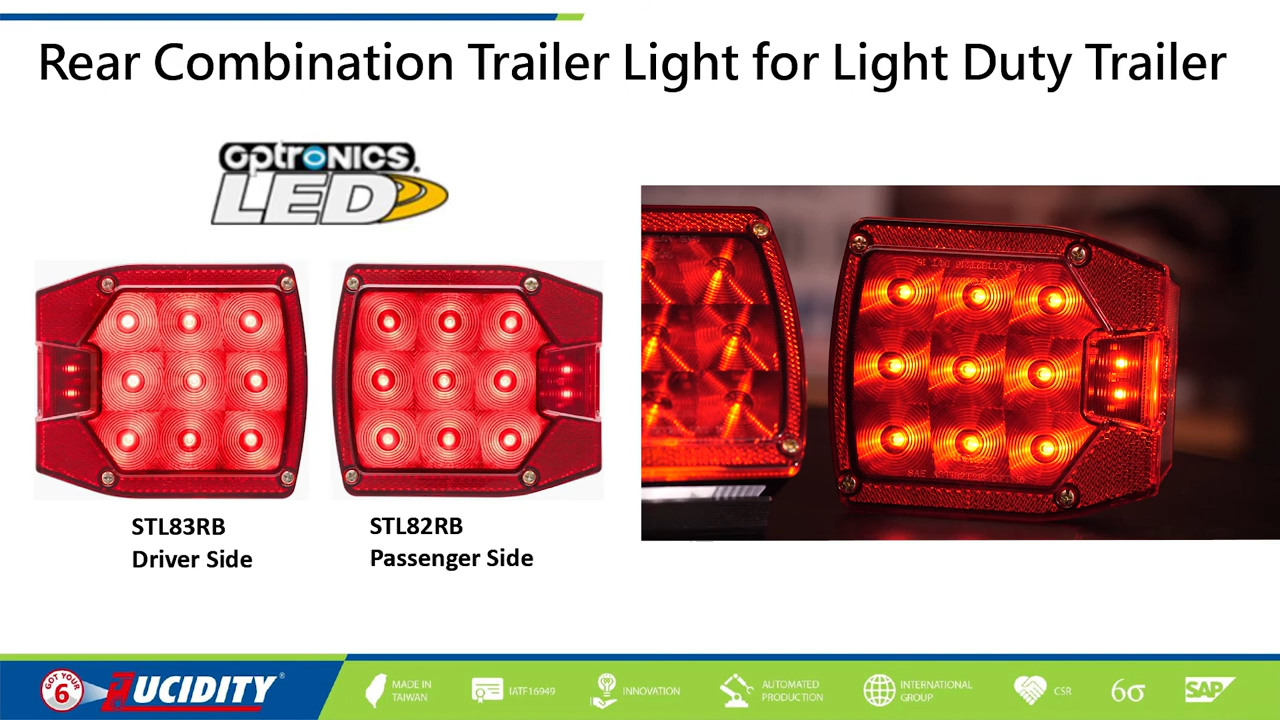 Rear Combination Trailer Light for Light Duty Trailer
optronics
LED
STL83RB
Driver Side
STL82RB
Passenger Side
GOT YOUR
6
LUCIDITY®
MADE IN
TAIWAN
IATF16949
INNOVATION
AUTOMATED
PRODUCTION
INTERNATIONAL
GROUP
CSR
6σ
SAP